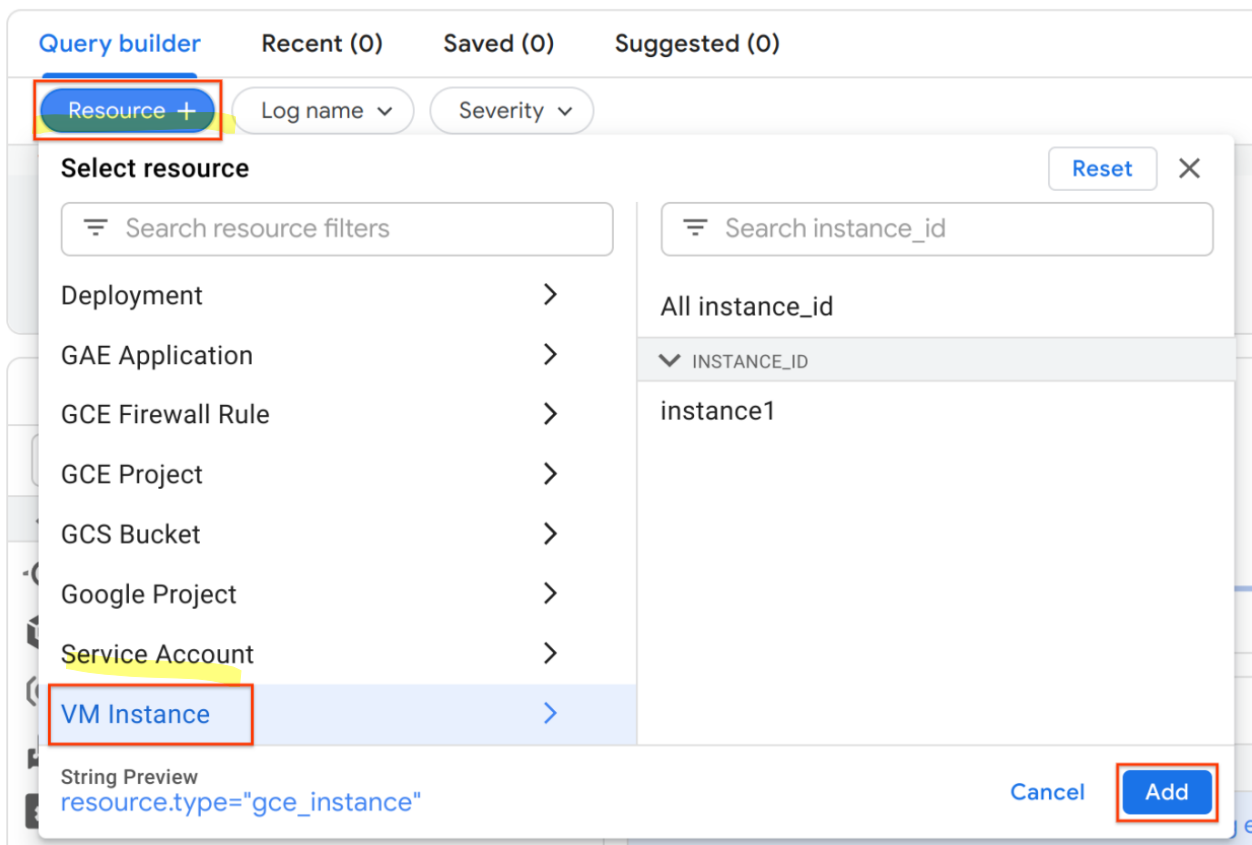 Query builder Recent (0) Saved (0) Suggested (0)
Resource + Log name Severity
Select resource Reset
Search resource filters Search instance_id
Deployment All instance_id
GAE Application INSTANCE_ID
GCE Firewall Rule instance1
GCE Project
GCS Bucket
Google Project
Service Account
VM Instance
String Preview
resource.type="gce_instance" Cancel Add